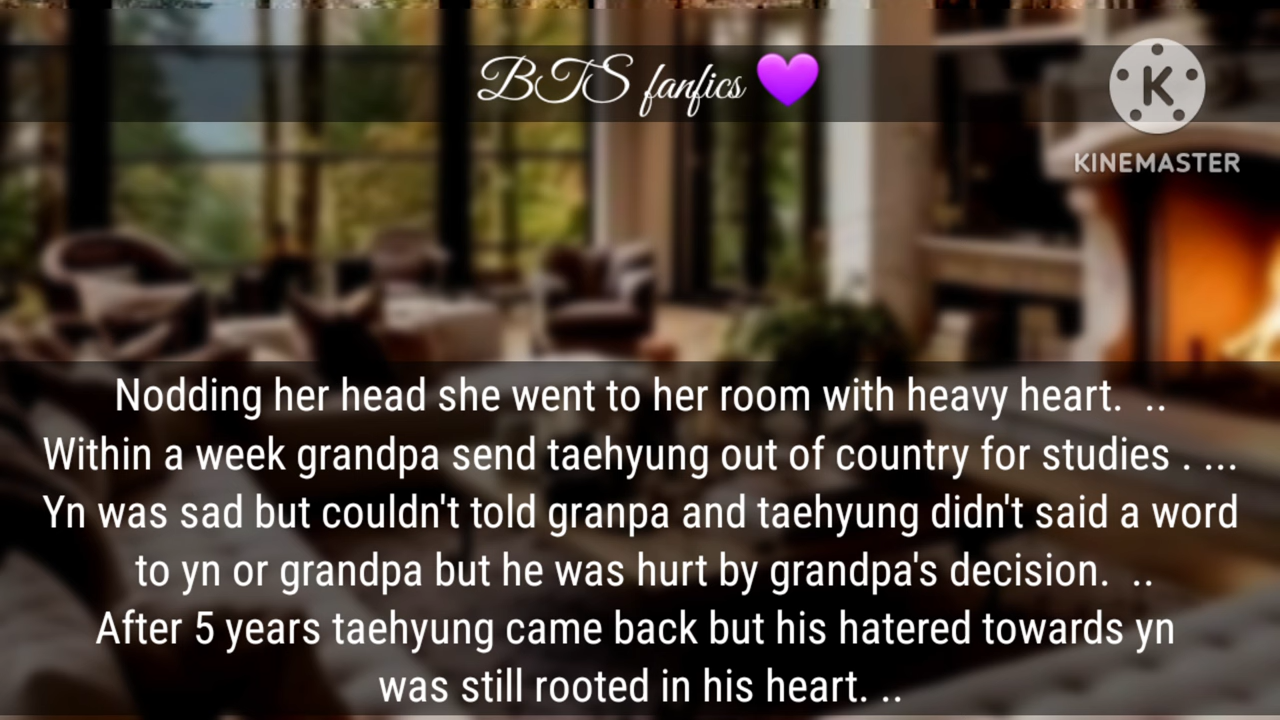 BTS fanfics 💜
K
KINEMASTER
Nodding her head she went to her room with heavy heart.  ..
Within a week grandpa send taehyung out of country for studies . ...
Yn was sad but couldn't told granpa and taehyung didn't said a word
to yn or grandpa but he was hurt by grandpa's decision.  ..
After 5 years taehyung came back but his hatered towards yn
was still rooted in his heart. ..